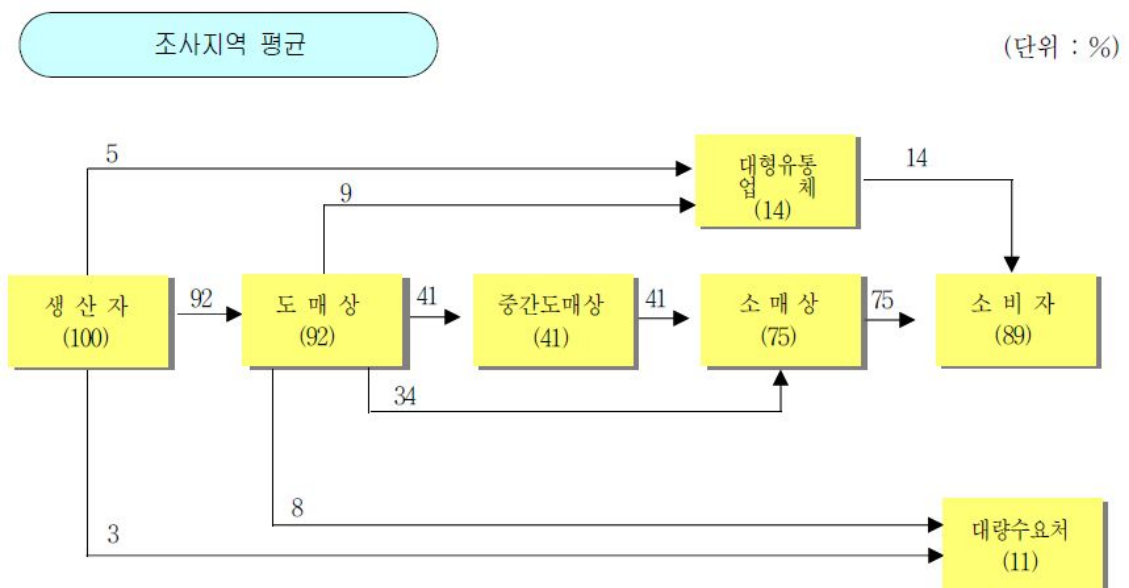 조사지역 평균
(단위 : %)
5
9
대형유통
업 체
(14)
14
생 산 자
(100)
92
도 매 상
(92)
41
중간도매상
(41)
41
소 매 상
(75)
75
소 비 자
(89)
34
8
3
대량수요처
(11)